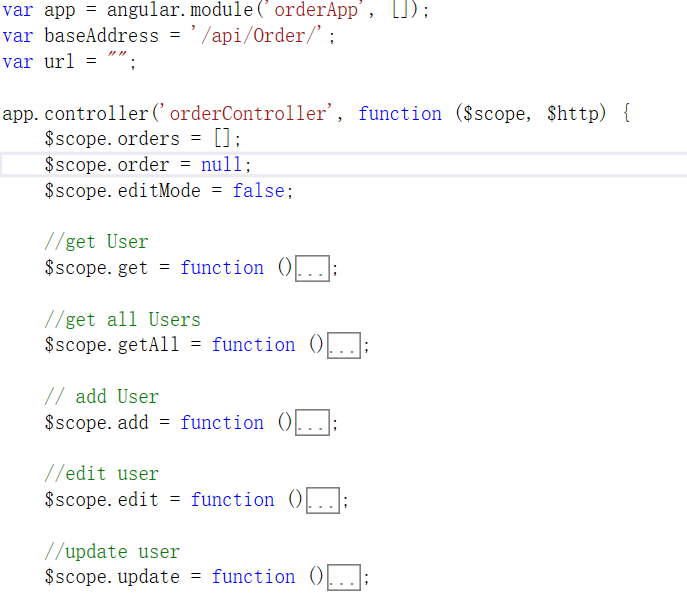 var app = angular.module('orderApp', []);
var baseAddress = '/api/Order/';
var url = "";
app.controller('orderController', function ($scope, $http) {
$scope.orders = [];
$scope.order = null;
$scope.editMode = false;
//get User
$scope.get = function ()...;
//get all Users
$scope.getAll = function ()...;
// add User
$scope.add = function ()...;
//edit user
$scope.edit = function ()...;
//update user
$scope.update = function ()...;